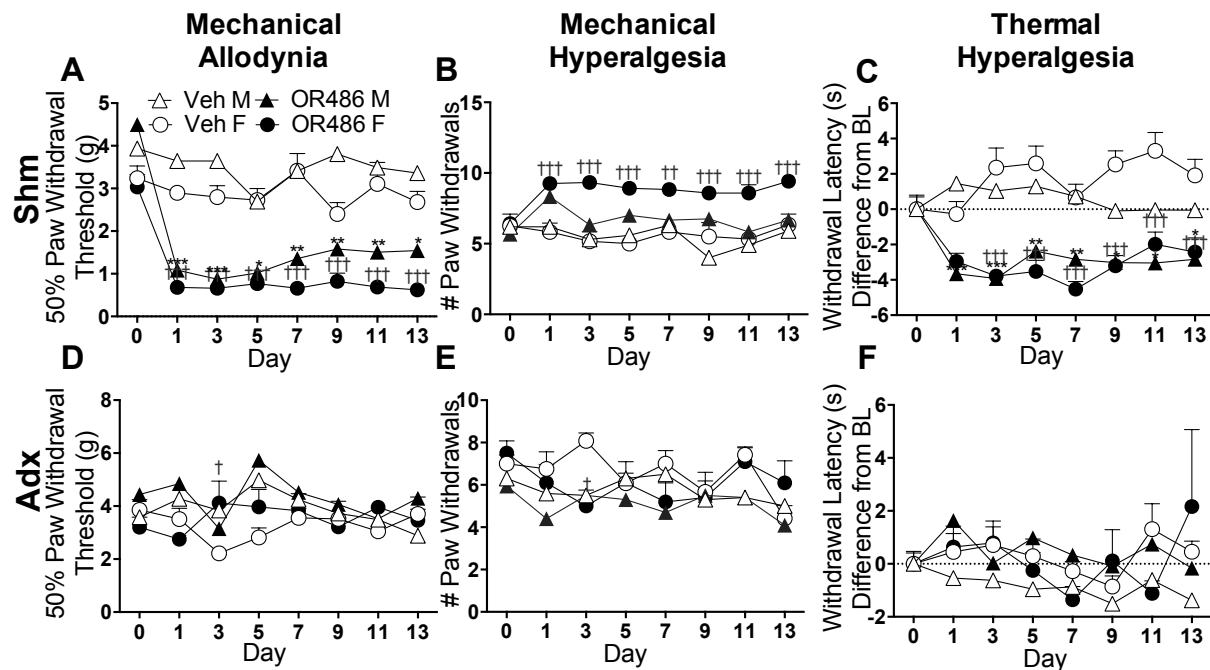 Mechanical
Allodynia
Mechanical
Hyperalgesia
Thermal
Hyperalgesia
Shm
A
50% Paw Withdrawal
Threshold (g)
Veh M
OR486 M
Veh F
OR486 F
5
4
3
2
1
0
*** *** * ** ** ** *
††† ††† ††† ††† ††† ††† †††
0 1 3 5 7 9 11 13
Day
B
# Paw Withdrawals
15
10
5
0
††† ††† ††† †† ††† ††† †††
0 1 3 5 7 9 11 13
Day
C
Withdrawal Latency (s)
Difference from BL
6
4
2
0
-2
-4
-6
0 1 3 5 7 9 11 13
Day
Adx
D
50% Paw Withdrawal
Threshold (g)
8
6
4
2
0
†
0 1 3 5 7 9 11 13
Day
E
# Paw Withdrawals
10
8
6
4
2
0
†
0 1 3 5 7 9 11 13
Day
F
Withdrawal Latency (s)
Difference from BL
6
4
2
0
-2
0 1 3 5 7 9 11 13
Day